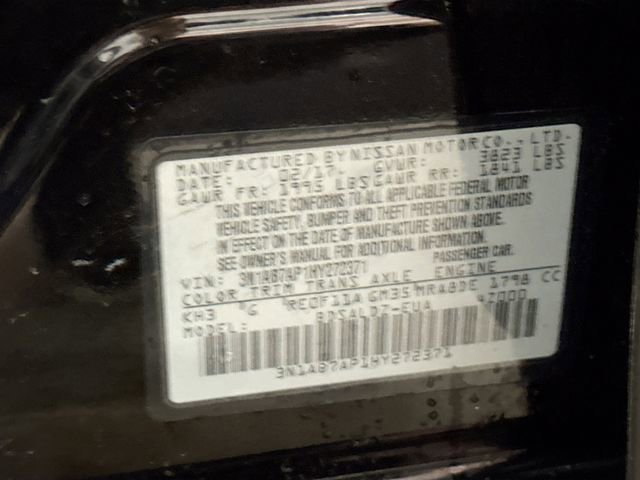 MANUFACTURED BY NISSAN MOTOR CO., LTD.
DATE: 02/17 GVWR: 3623 LBS
GAWR FR: 1995 LBS GAWR RR: 1841 LBS
THIS VEHICLE CONFORMS TO ALL APPLICABLE FEDERAL MOTOR
VEHICLE SAFETY, BUMPER AND THEFT PREVENTION STANDARDS
IN EFFECT ON THE DATE OF MANUFACTURE SHOWN ABOVE.
SEE OWNER'S MANUAL FOR ADDITIONAL INFORMATION.
VIN: 3N1AB7AP1HY272371 PASSENGER CAR.
COLOR TRIM TRANS AXLE ENGINE
KH3 G RE0F11A GM35 MRA8DE 1798 CC
MODEL: BDSALD7-EUA 47000
3N1AB7AP1HY272371